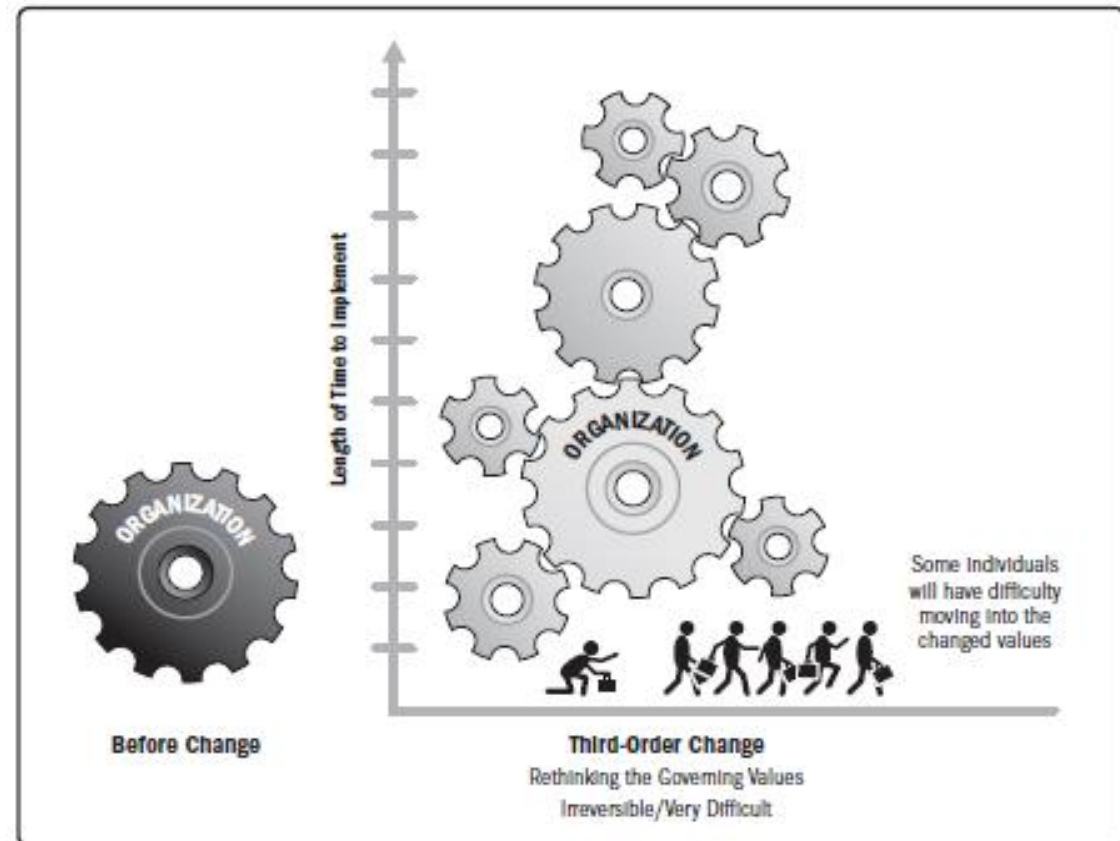 Length of Time to Implement
ORGANIZATION
ORGANIZATION
Some individuals
will have difficulty
moving into the
changed values
Before Change
Third-Order Change
Rethinking the Governing Values
Irreversible/Very Difficult